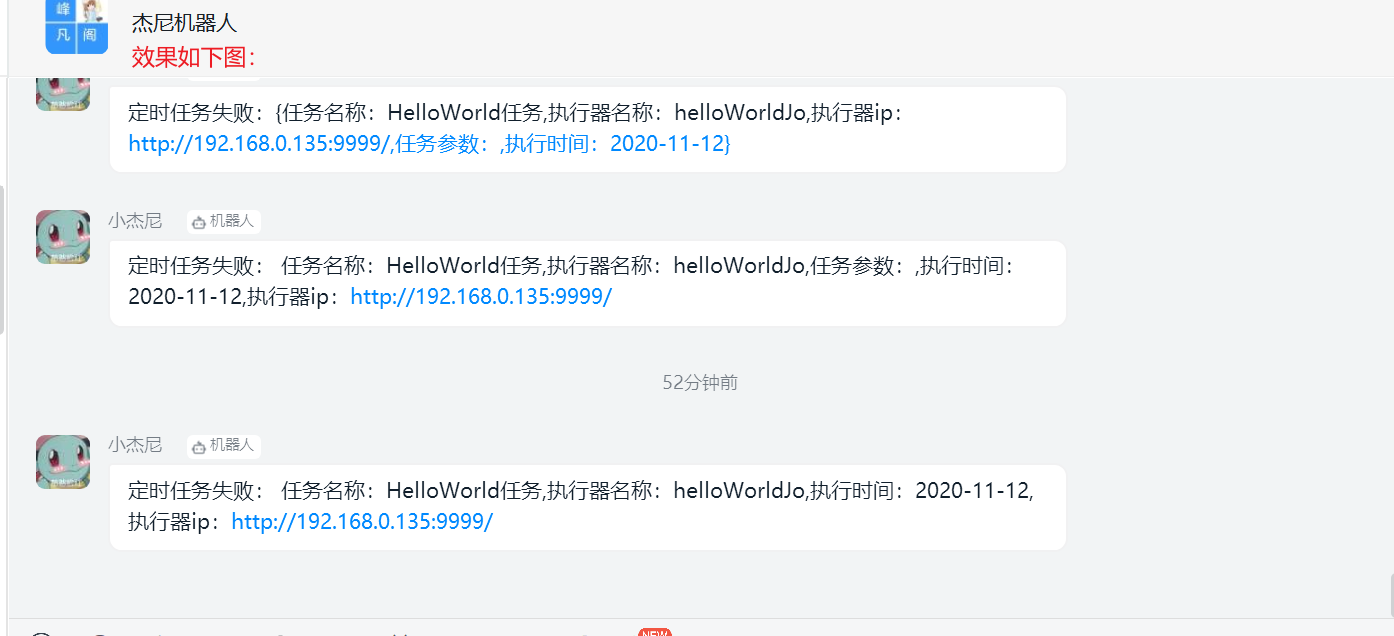 峰
凡 阁
杰尼机器人
效果如下图：
定时任务失败：{任务名称：HelloWorld任务,执行器名称：helloWorldJo,执行器ip：
http://192.168.0.135:9999/,任务参数：,执行时间：2020-11-12}
小杰尼 机器人
定时任务失败： 任务名称：HelloWorld任务,执行器名称：helloWorldJo,任务参数：,执行时间：
2020-11-12,执行器ip：http://192.168.0.135:9999/
52分钟前
小杰尼 机器人
定时任务失败： 任务名称：HelloWorld任务,执行器名称：helloWorldJo,执行时间：2020-11-12,
执行器ip：http://192.168.0.135:9999/
NEW